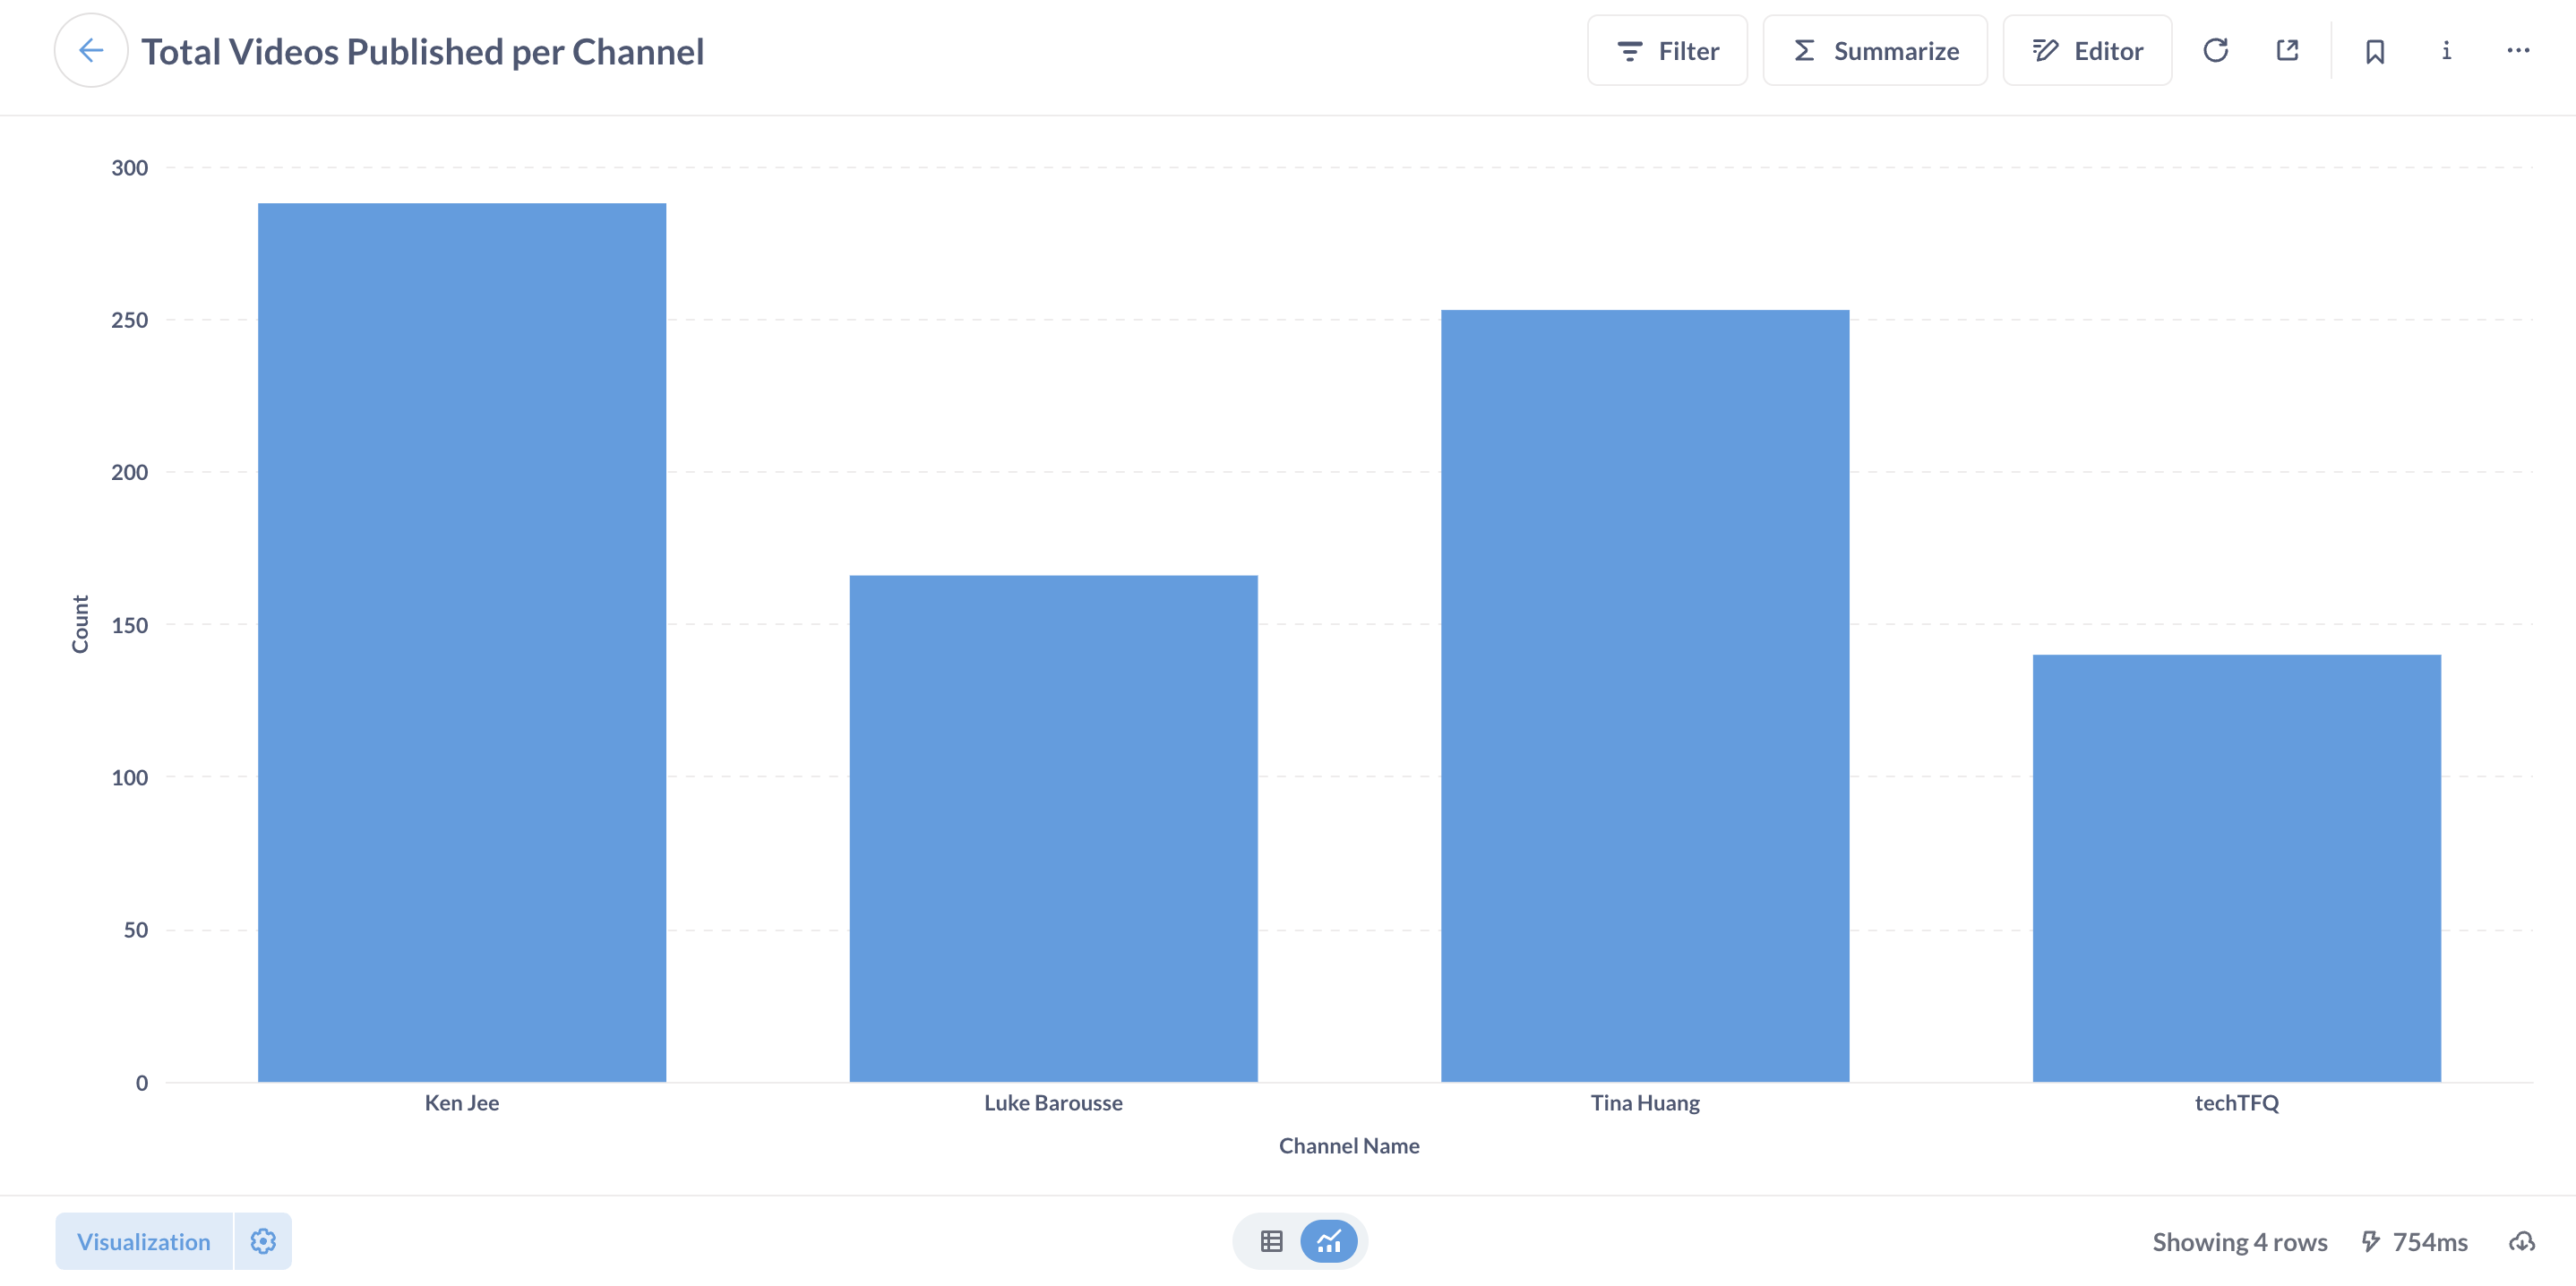 Total Videos Published per Channel
Filter
Summarize
Editor
300
250
200
150
100
50
0
Count
Ken Jee
Luke Barousse
Tina Huang
techTFQ
Channel Name
Visualization
Showing 4 rows
754ms